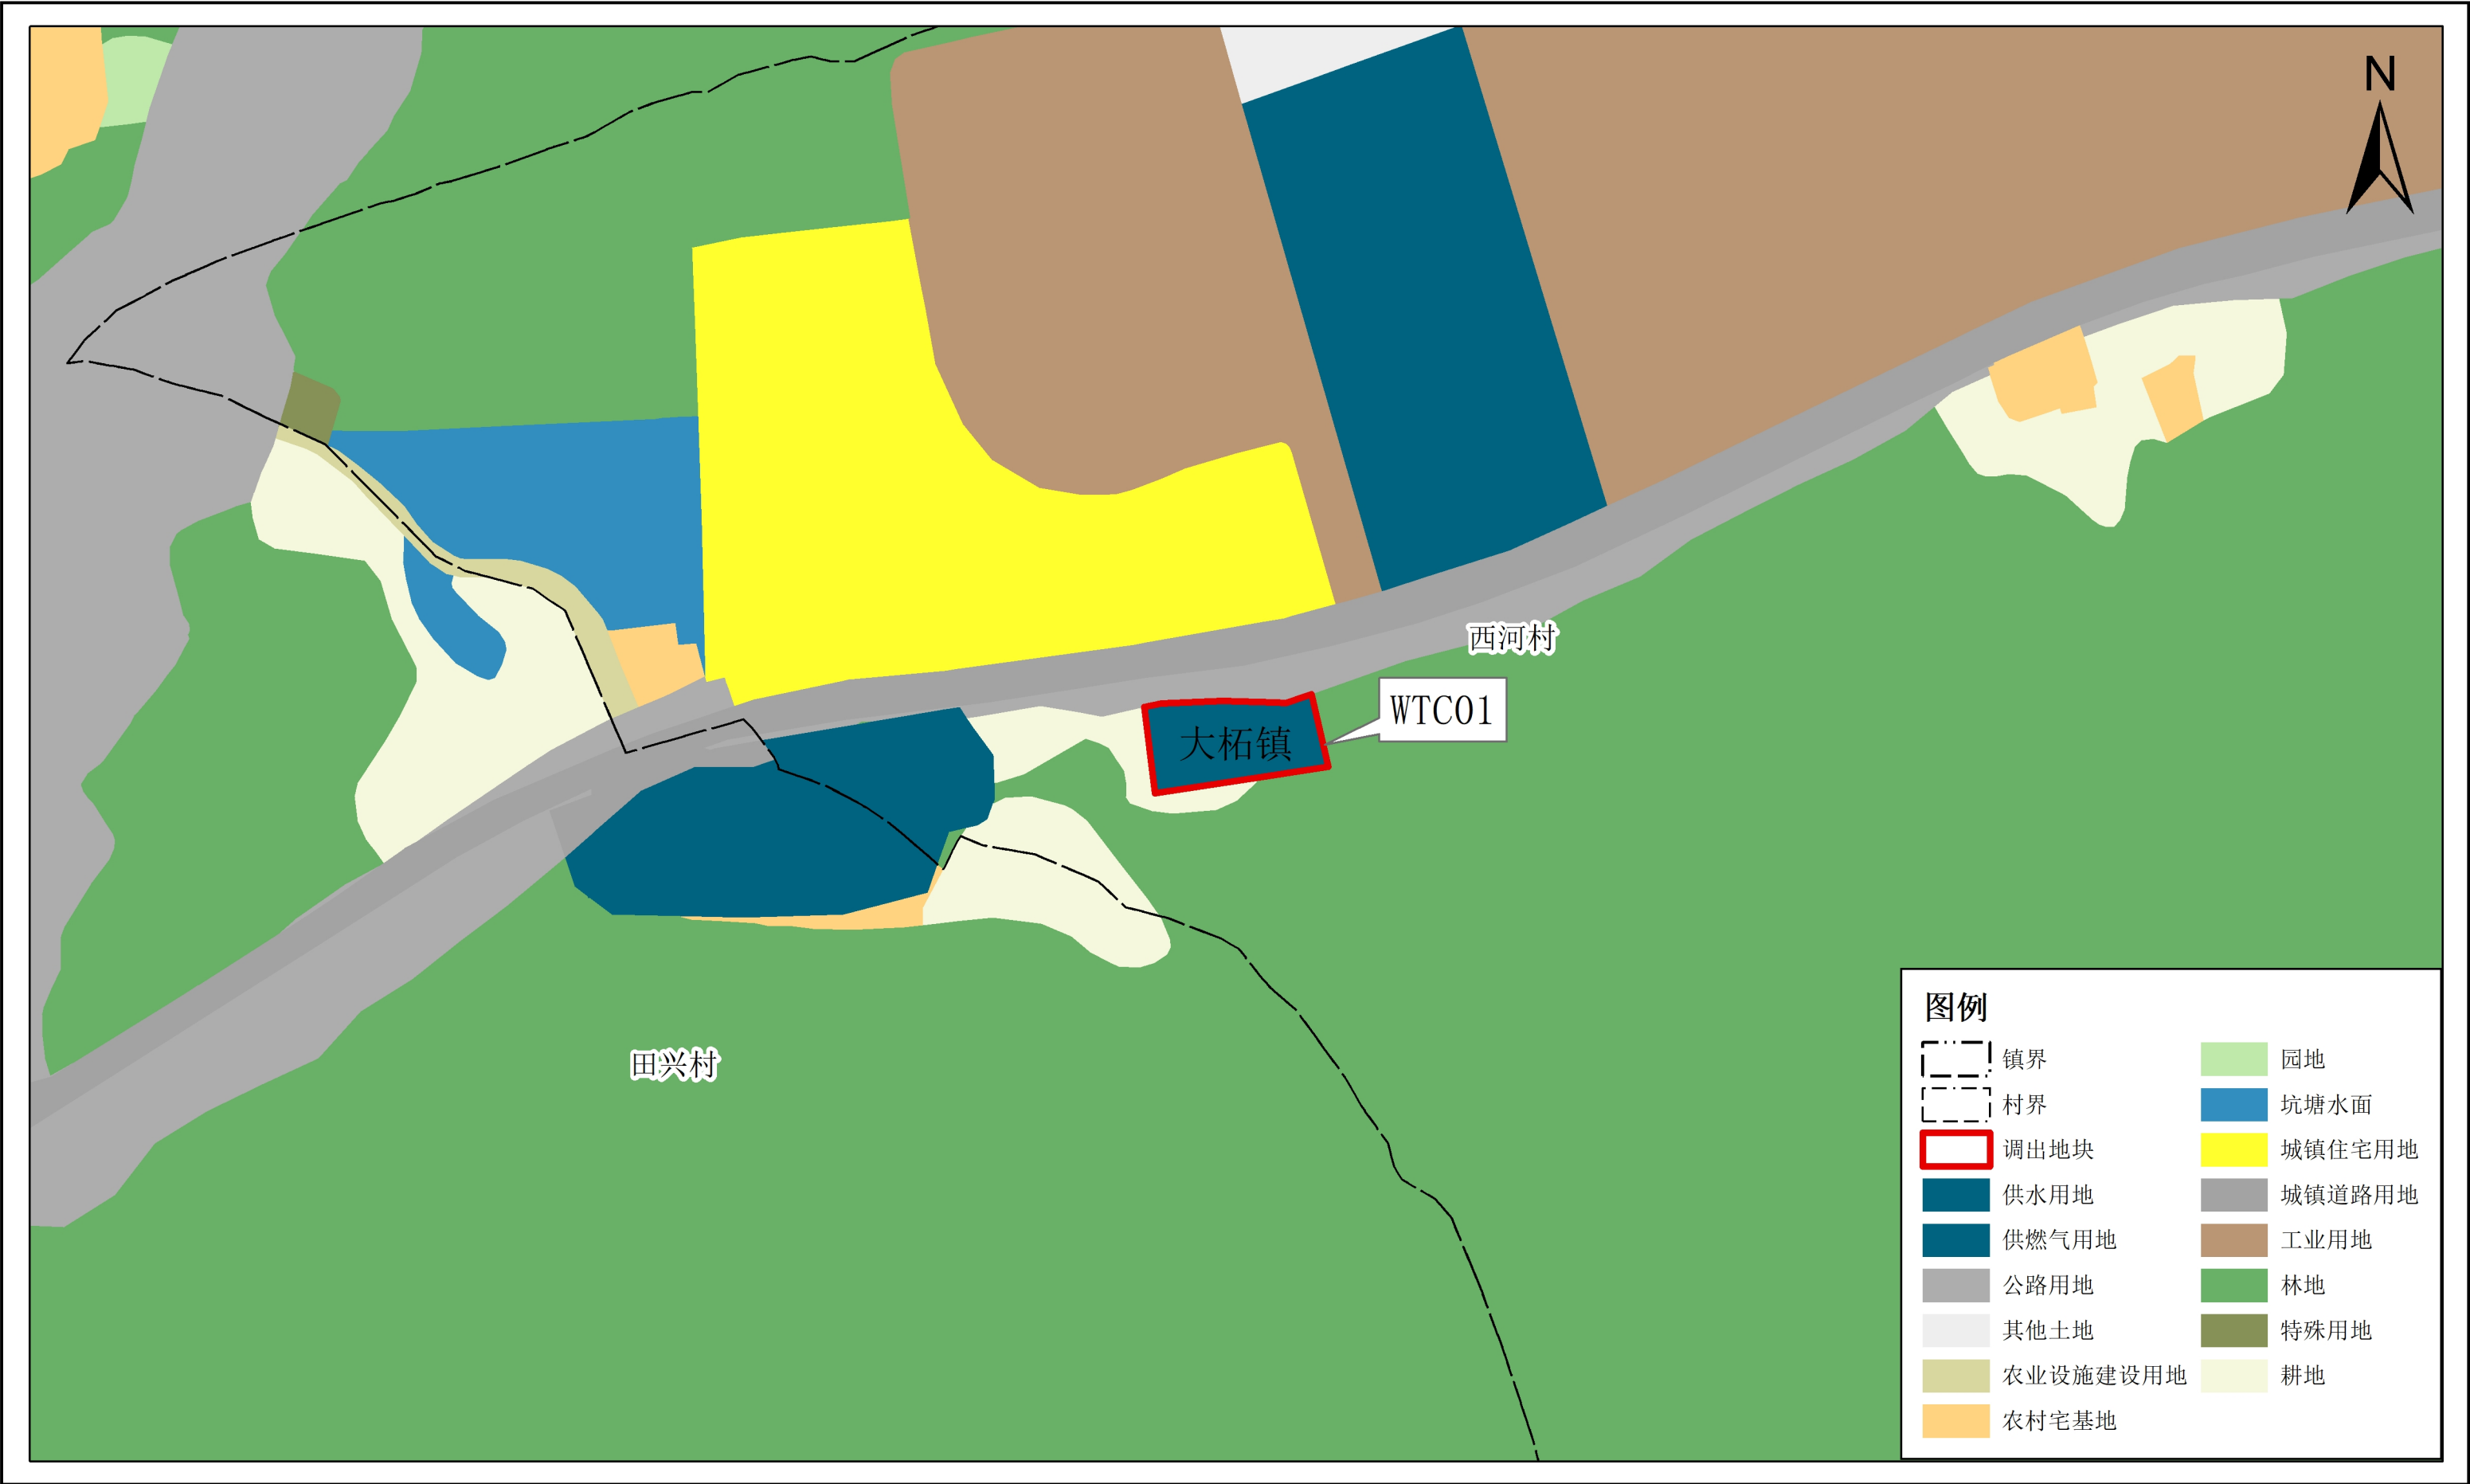 N
西河村
WTC01
大柘镇
田兴村
图例
镇界
村界
调出地块
供水用地
供燃气用地
公路用地
其他土地
农业设施建设用地
农村宅基地
园地
坑塘水面
城镇住宅用地
城镇道路用地
工业用地
林地
特殊用地
耕地